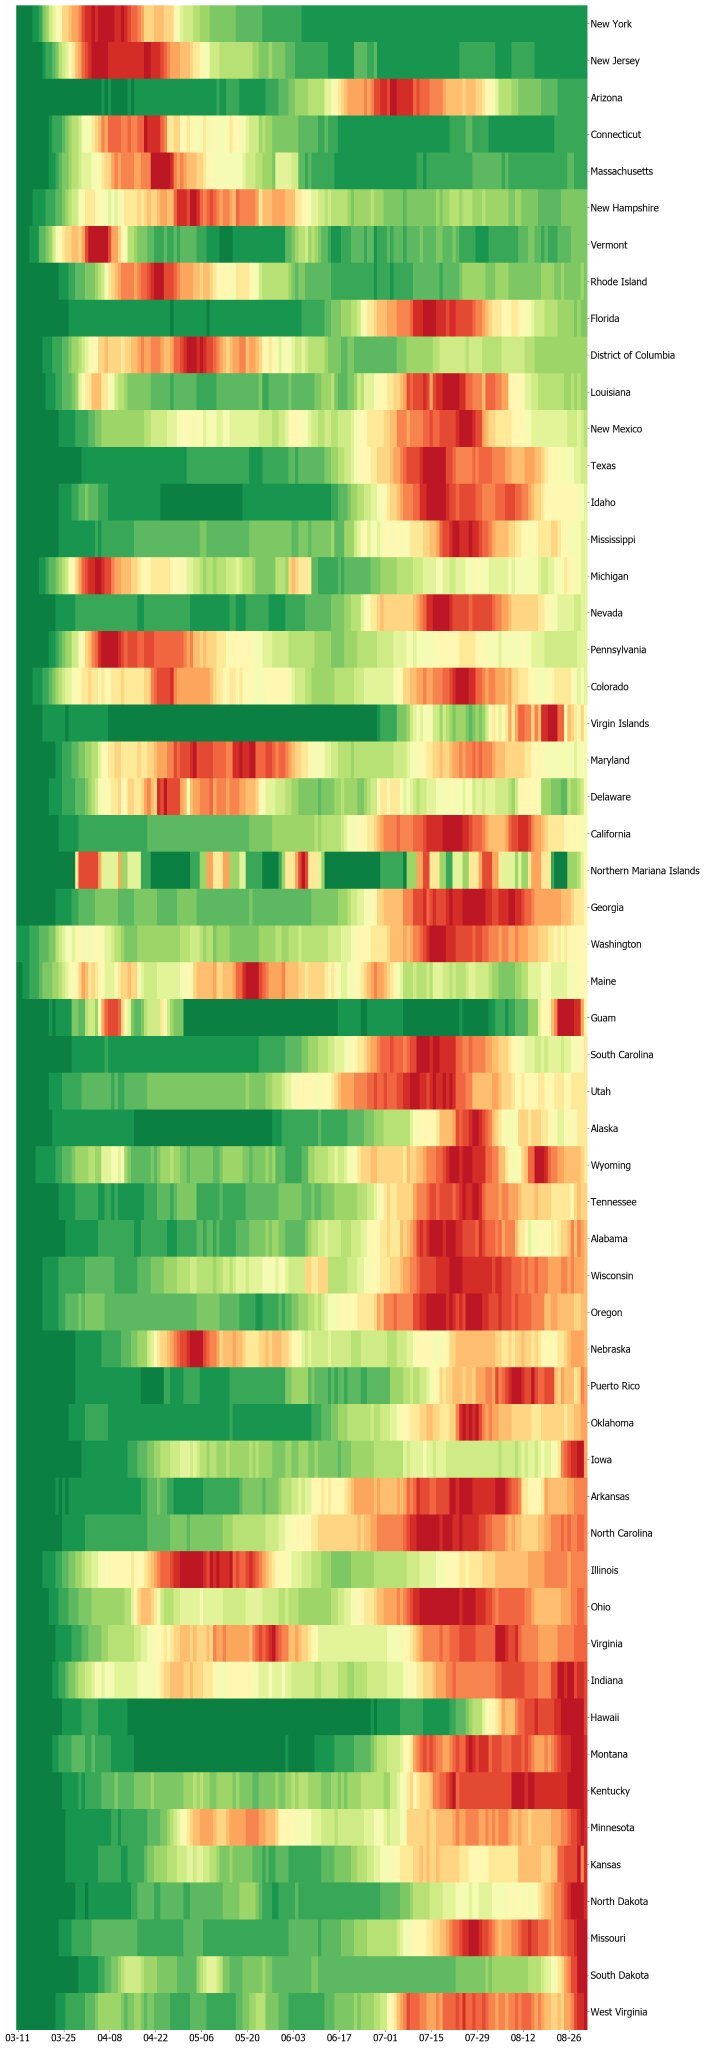 New York
New Jersey
Arizona
Connecticut
Massachusetts
New Hampshire
Vermont
Rhode Island
Florida
District of Columbia
Louisiana
New Mexico
Texas
Idaho
Mississippi
Michigan
Nevada
Pennsylvania
Colorado
Virgin Islands
Maryland
Delaware
California
Northern Mariana Islands
Georgia
Washington
Maine
Guam
South Carolina
Utah
Alaska
Wyoming
Tennessee
Alabama
Wisconsin
Oregon
Nebraska
Puerto Rico
Oklahoma
Iowa
Arkansas
North Carolina
Illinois
Ohio
Virginia
Indiana
Hawaii
Montana
Kentucky
Minnesota
Kansas
North Dakota
Missouri
South Dakota
West Virginia
03-11 03-25 04-08 04-22 05-06 05-20 06-03 06-17 07-01 07-15 07-29 08-12 08-26